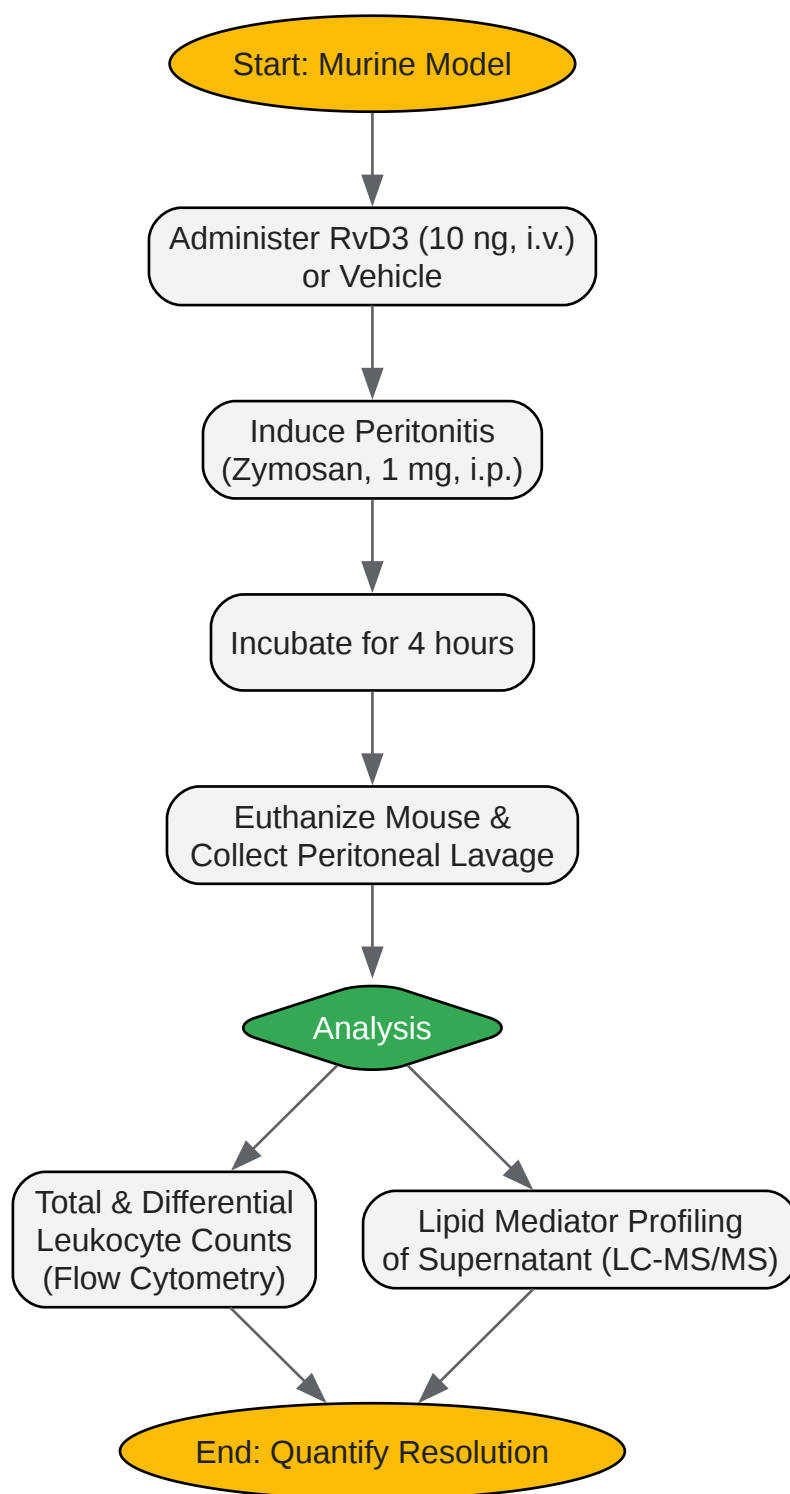 Start: Murine Model
Administer RvD3 (10 ng, i.v.)
or Vehicle
Induce Peritonitis
(Zymosan, 1 mg, i.p.)
Incubate for 4 hours
Euthanize Mouse &
Collect Peritoneal Lavage
Analysis
Total & Differential
Leukocyte Counts
(Flow Cytometry)
Lipid Mediator Profiling
of Supernatant (LC-MS/MS)
End: Quantify Resolution